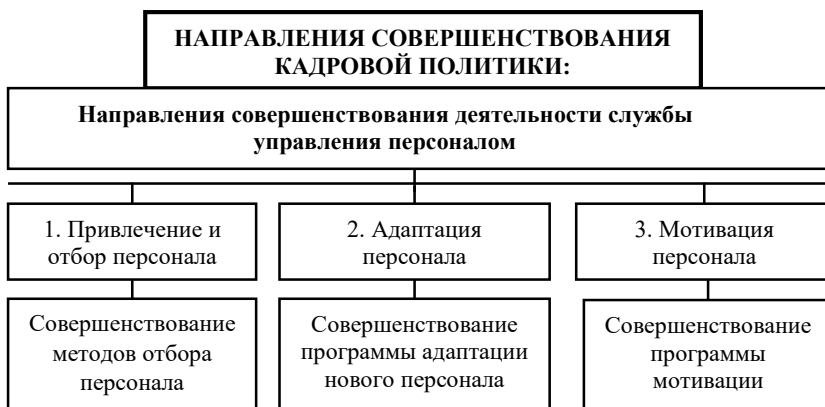 НАПРАВЛЕНИЯ СОВЕРШЕНСТВОВАНИЯ
КАДРОВОЙ ПОЛИТИКИ:
Направления совершенствования деятельности службы
управления персоналом
1. Привлечение и
отбор персонала
2. Адаптация
персонала
3. Мотивация
персонала
Совершенствование
методов отбора
персонала
Совершенствование
программы адаптации
нового персонала
Совершенствование
программы
мотивации